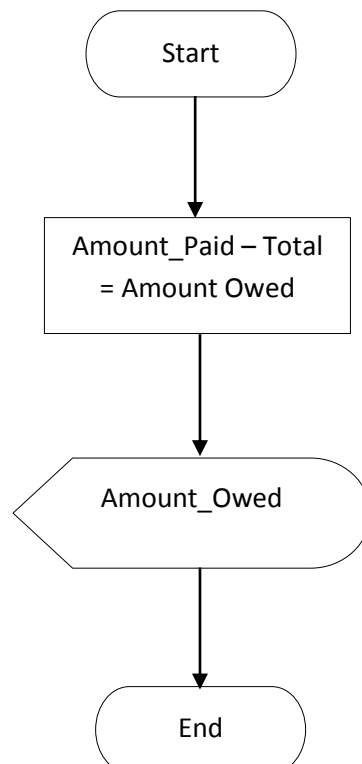 Start
Amount_Paid – Total
= Amount Owed
Amount_Owed
End